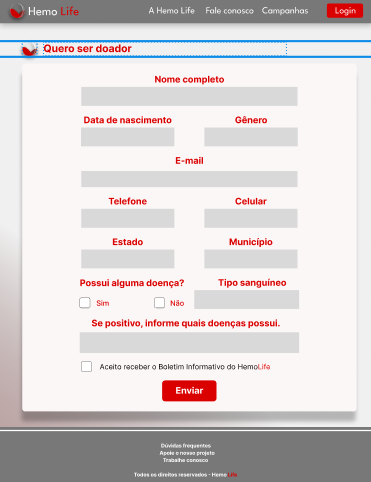 Hemo Life
A Hemo Life Fale conosco Campanhas Login
Quero ser doador
Nome completo
Data de nascimento Gênero
E-mail
Telefone Celular
Estado Município
Possui alguma doença? Tipo sanguíneo
Sim Não
Se positivo, informe quais doenças possui.
Aceito receber o Boletim Informativo do HemoLife
Enviar
Dúvidas frequentes
Apoie o nosso projeto
Trabalhe conosco
Todos os direitos reservados - Hemo Life